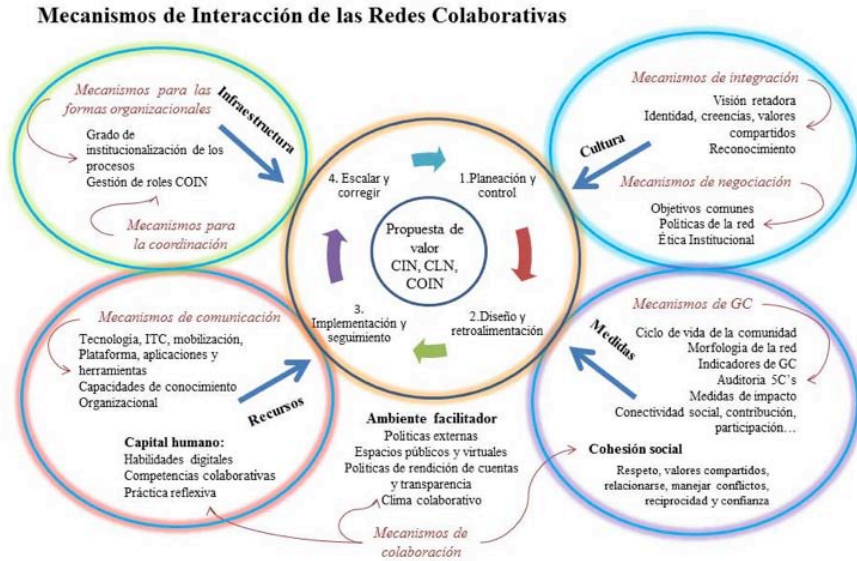 Mecanismos de Interacción de las Redes Colaborativas
Mecanismos para las
formas organizacionales
Infraestructura
Grado de
institucionalización de los
procesos
Gestión de roles COIN
Mecanismos para
la coordinación
Mecanismos de integración
Visión retadora
Identidad, creencias, valores
compartidos
Reconocimiento
Cultura
Mecanismos de negociación
Objetivos comunes
Políticas de la red
Ética Institucional
4. Escalar y
corregir
1.Planeación y
control
Propuesta de
valor
CIN, CLN,
COIN
3.
Implementación y
seguimiento
2.Diseño y
retroalimentación
Mecanismos de comunicación
Tecnología, ITC, mobilización,
Plataforma, aplicaciones y
herramientas
Capacidades de conocimiento
Organizacional
Recursos
Capital humano:
Habilidades digitales
Competencias colaborativas
Práctica reflexiva
Ambiente facilitador
Políticas externas
Espacios públicos y virtuales
Políticas de rendición de cuentas
y transparencia
Clima colaborativo
Mecanismos de
colaboración
Mecanismos de GC
Medidas
Ciclo de vida de la comunidad
Morfología de la red
Indicadores de GC
Auditoria 5C's
Medidas de impacto
Conectividad social, contribución,
participación…
Cohesión social
Respeto, valores compartidos,
relacionarse, manejar conflictos,
reciprocidad y confianza